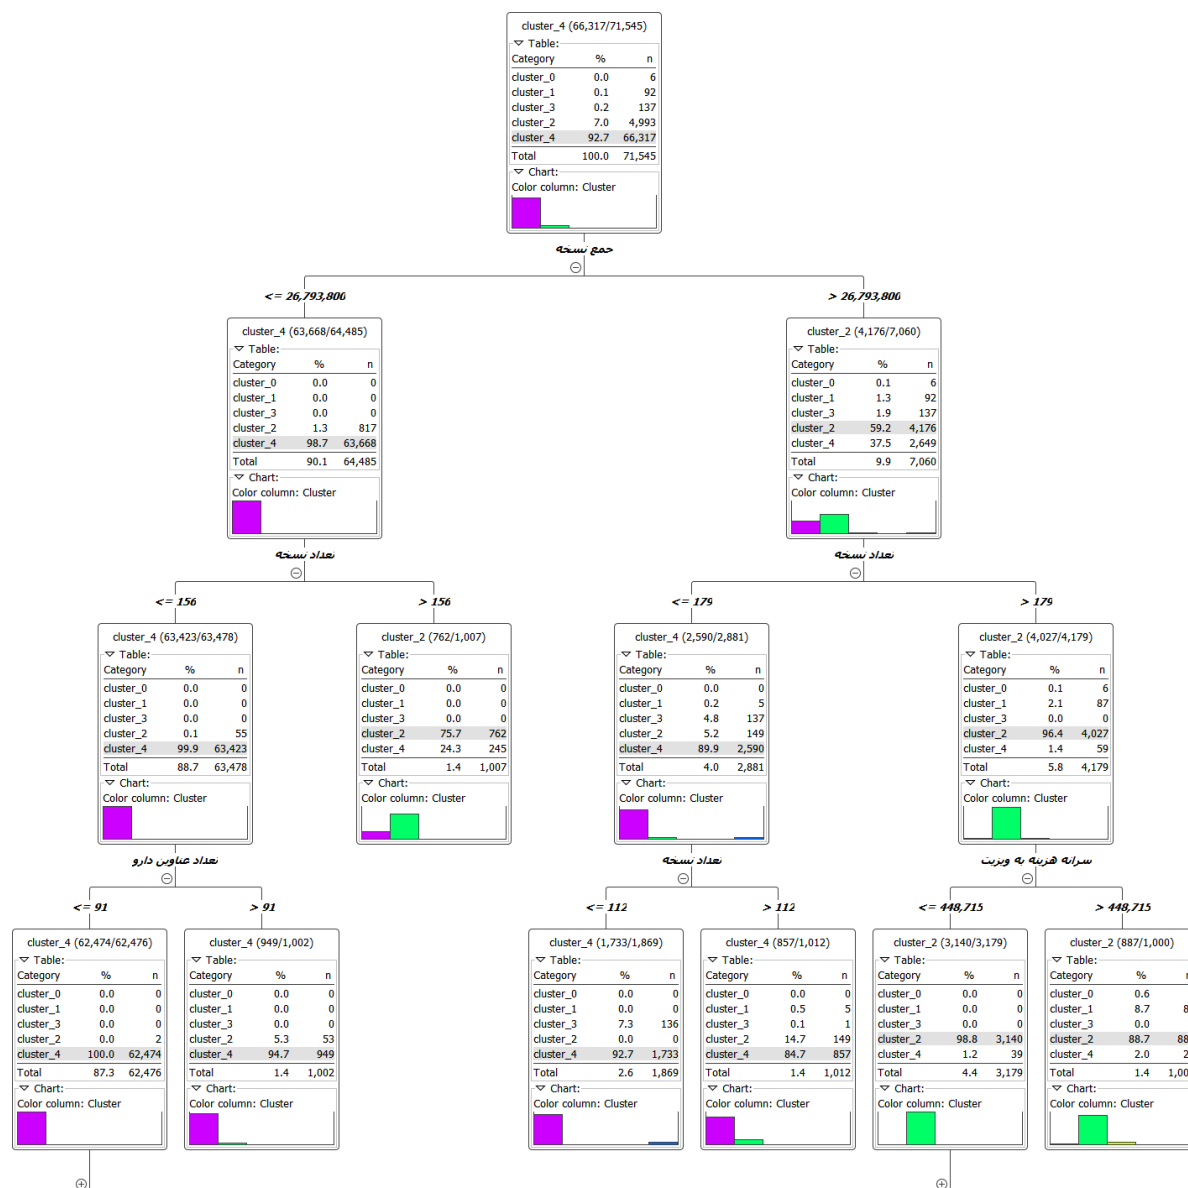 cluster_4 (66,317/71,545)
Table:
Category % n
cluster_0 0.0 6
cluster_1 0.1 92
cluster_3 0.2 137
cluster_2 7.0 4,993
cluster_4 92.7 66,317
Total 100.0 71,545
Chart:
Color column: Cluster
جمع نسخه
<= 26,793,800
> 26,793,800
cluster_4 (63,668/64,485)
Table:
Category % n
cluster_0 0.0 0
cluster_1 0.0 0
cluster_3 0.0 0
cluster_2 1.3 817
cluster_4 98.7 63,668
Total 90.1 64,485
Chart:
Color column: Cluster
تعداد نسخه
cluster_2 (4,176/7,060)
Table:
Category % n
cluster_0 0.1 6
cluster_1 1.3 92
cluster_3 1.9 137
cluster_2 59.2 4,176
cluster_4 37.5 2,649
Total 9.9 7,060
Chart:
Color column: Cluster
تعداد نسخه
<= 156
> 156
<= 179
> 179
cluster_4 (63,423/63,478)
Table:
Category % n
cluster_0 0.0 0
cluster_1 0.0 0
cluster_3 0.0 0
cluster_2 0.1 55
cluster_4 99.9 63,423
Total 88.7 63,478
Chart:
Color column: Cluster
تعداد عناوین دارو
cluster_2 (762/1,007)
Table:
Category % n
cluster_0 0.0 0
cluster_1 0.0 0
cluster_3 0.0 0
cluster_2 75.7 762
cluster_4 24.3 245
Total 1.4 1,007
Chart:
Color column: Cluster
cluster_4 (2,590/2,881)
Table:
Category % n
cluster_0 0.0 0
cluster_1 0.2 5
cluster_3 4.8 137
cluster_2 5.2 149
cluster_4 89.9 2,590
Total 4.0 2,881
Chart:
Color column: Cluster
تعداد نسخه
cluster_2 (4,027/4,179)
Table:
Category % n
cluster_0 0.1 6
cluster_1 2.1 87
cluster_3 0.0 0
cluster_2 96.4 4,027
cluster_4 1.4 59
Total 5.8 4,179
Chart:
Color column: Cluster
سرانه هزینه به ویزیت
<= 91
> 91
<= 112
> 112
<= 448,715
> 448,715
cluster_4 (62,474/62,476)
Table:
Category % n
cluster_0 0.0 0
cluster_1 0.0 0
cluster_3 0.0 0
cluster_2 0.0 2
cluster_4 100.0 62,474
Total 87.3 62,476
Chart:
Color column: Cluster
cluster_4 (949/1,002)
Table:
Category % n
cluster_0 0.0 0
cluster_1 0.0 0
cluster_3 0.0 0
cluster_2 5.3 53
cluster_4 94.7 949
Total 1.4 1,002
Chart:
Color column: Cluster
cluster_4 (1,733/1,869)
Table:
Category % n
cluster_0 0.0 0
cluster_1 0.0 0
cluster_3 7.3 136
cluster_2 0.0 0
cluster_4 92.7 1,733
Total 2.6 1,869
Chart:
Color column: Cluster
cluster_4 (857/1,012)
Table:
Category % n
cluster_0 0.0 0
cluster_1 0.5 5
cluster_3 0.1 1
cluster_2 14.7 149
cluster_4 84.7 857
Total 1.4 1,012
Chart:
Color column: Cluster
cluster_2 (3,140/3,179)
Table:
Category % n
cluster_0 0.0 0
cluster_1 0.0 0
cluster_3 0.0 0
cluster_2 98.8 3,140
cluster_4 1.2 39
Total 4.4 3,179
Chart:
Color column: Cluster
cluster_2 (887/1,000)
Table:
Category %
cluster_0 0.6
cluster_1 8.7
cluster_3 0.0
cluster_2 88.7
cluster_4 2.0
Total 1.4
Chart:
Color column: Cluster